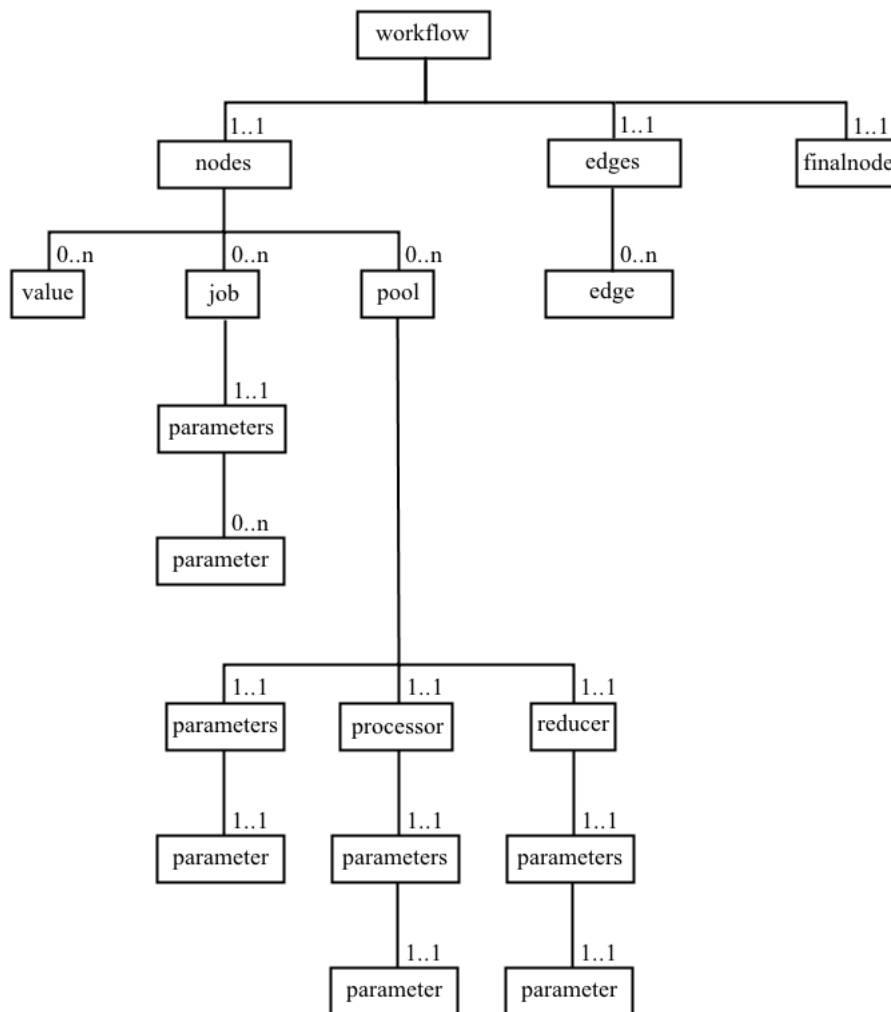 workflow
1..1 1..1 1..1
nodes edges finalnode
0..n 0..n 0..n 0..n
value job pool edge
1..1
parameters
0..n
parameter
1..1 1..1 1..1
parameters processor reducer
1..1 1..1 1..1
parameter parameters parameters
1..1 1..1
parameter parameter